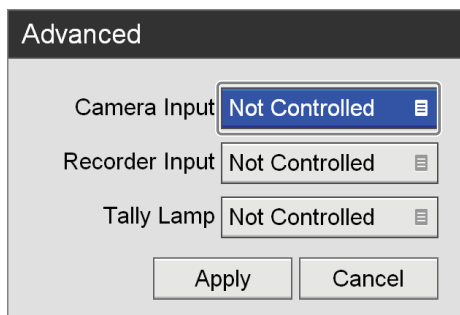 Advanced
Camera Input Not Controlled
Recorder Input Not Controlled
Tally Lamp Not Controlled
Apply Cancel